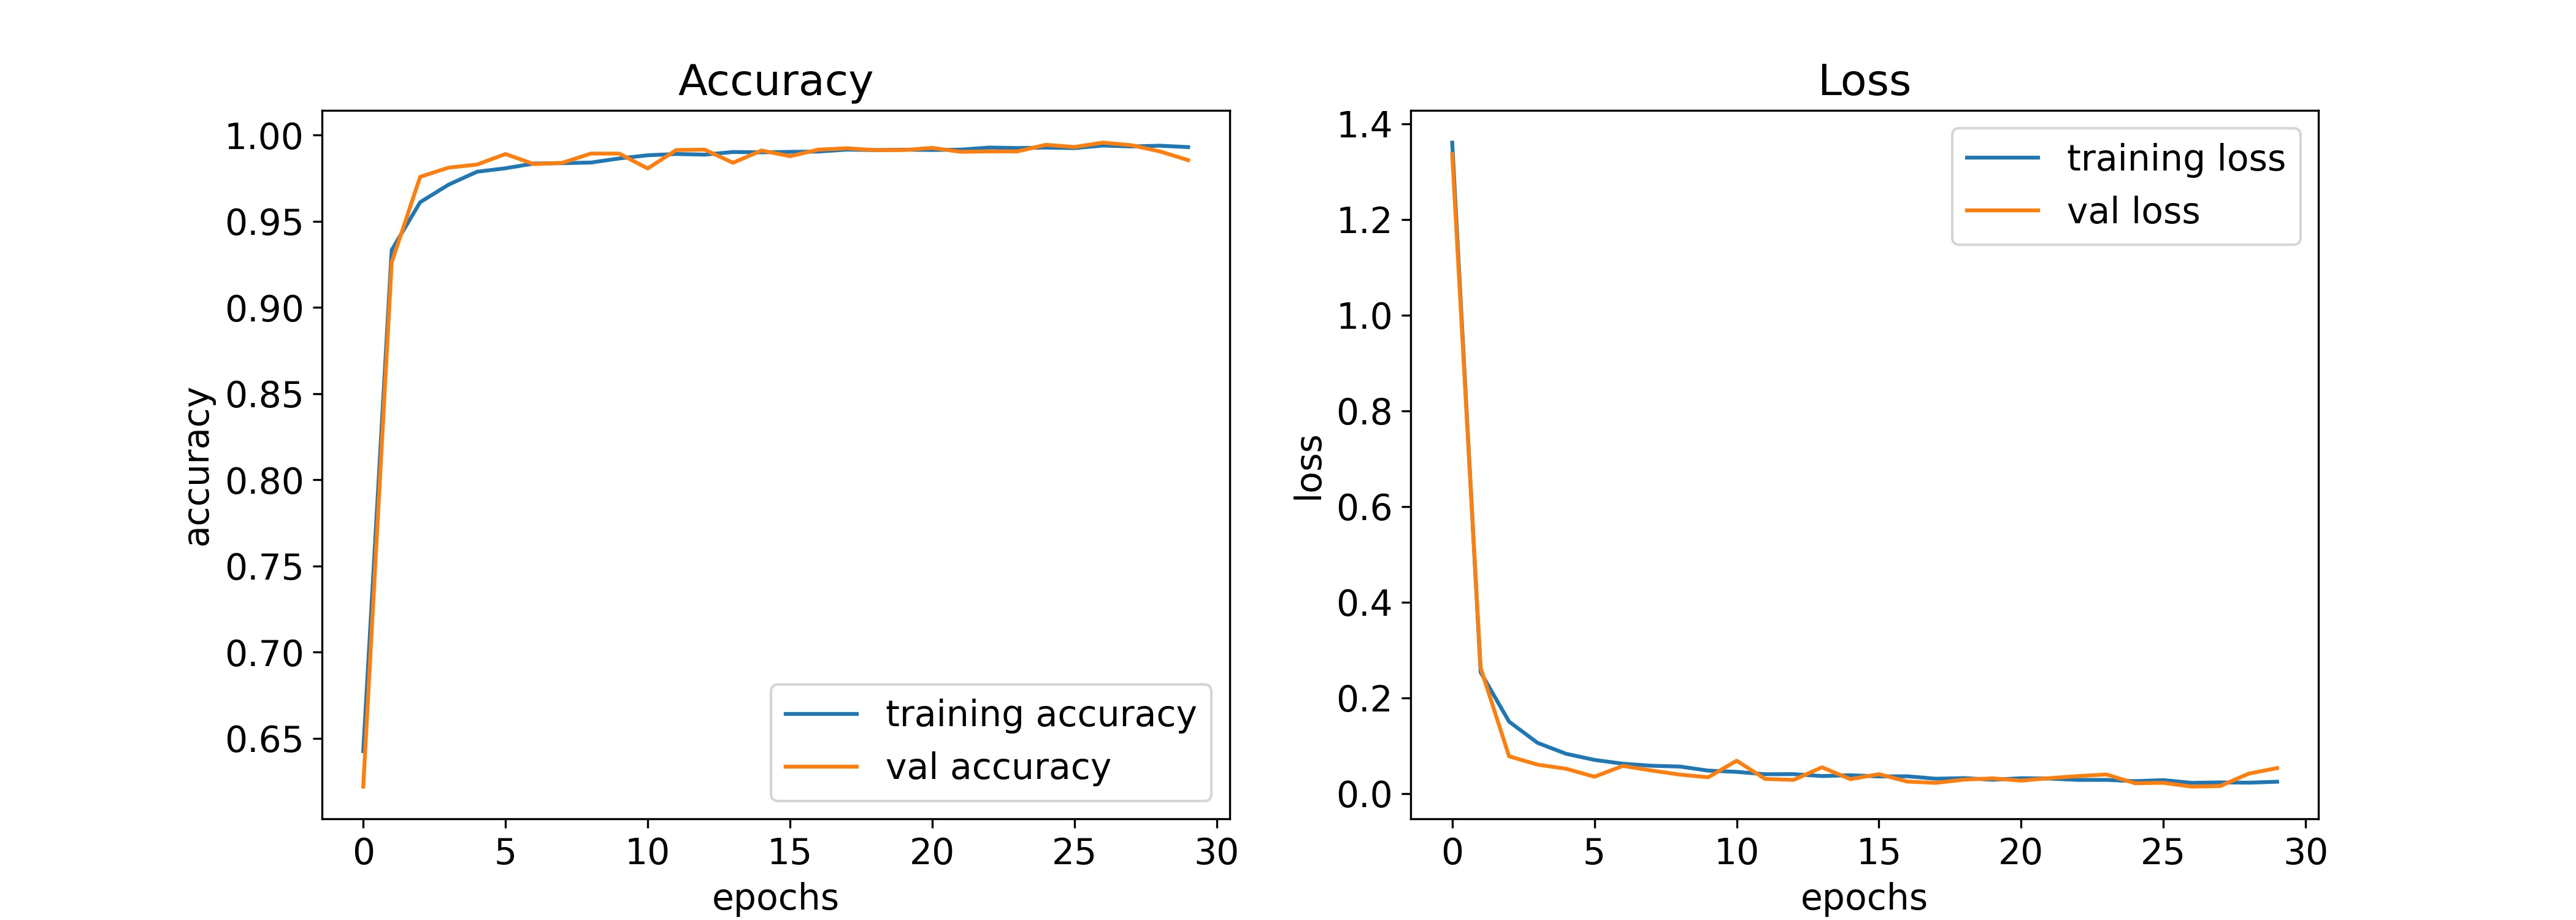 Accuracy
1.00
0.95
0.90
0.85
0.80
0.75
0.70
0.65
accuracy
training accuracy
val accuracy
0 5 10 15 20 25 30
epochs
Loss
1.4
1.2
1.0
0.8
0.6
0.4
0.2
0.0
loss
training loss
val loss
0 5 10 15 20 25 30
epochs